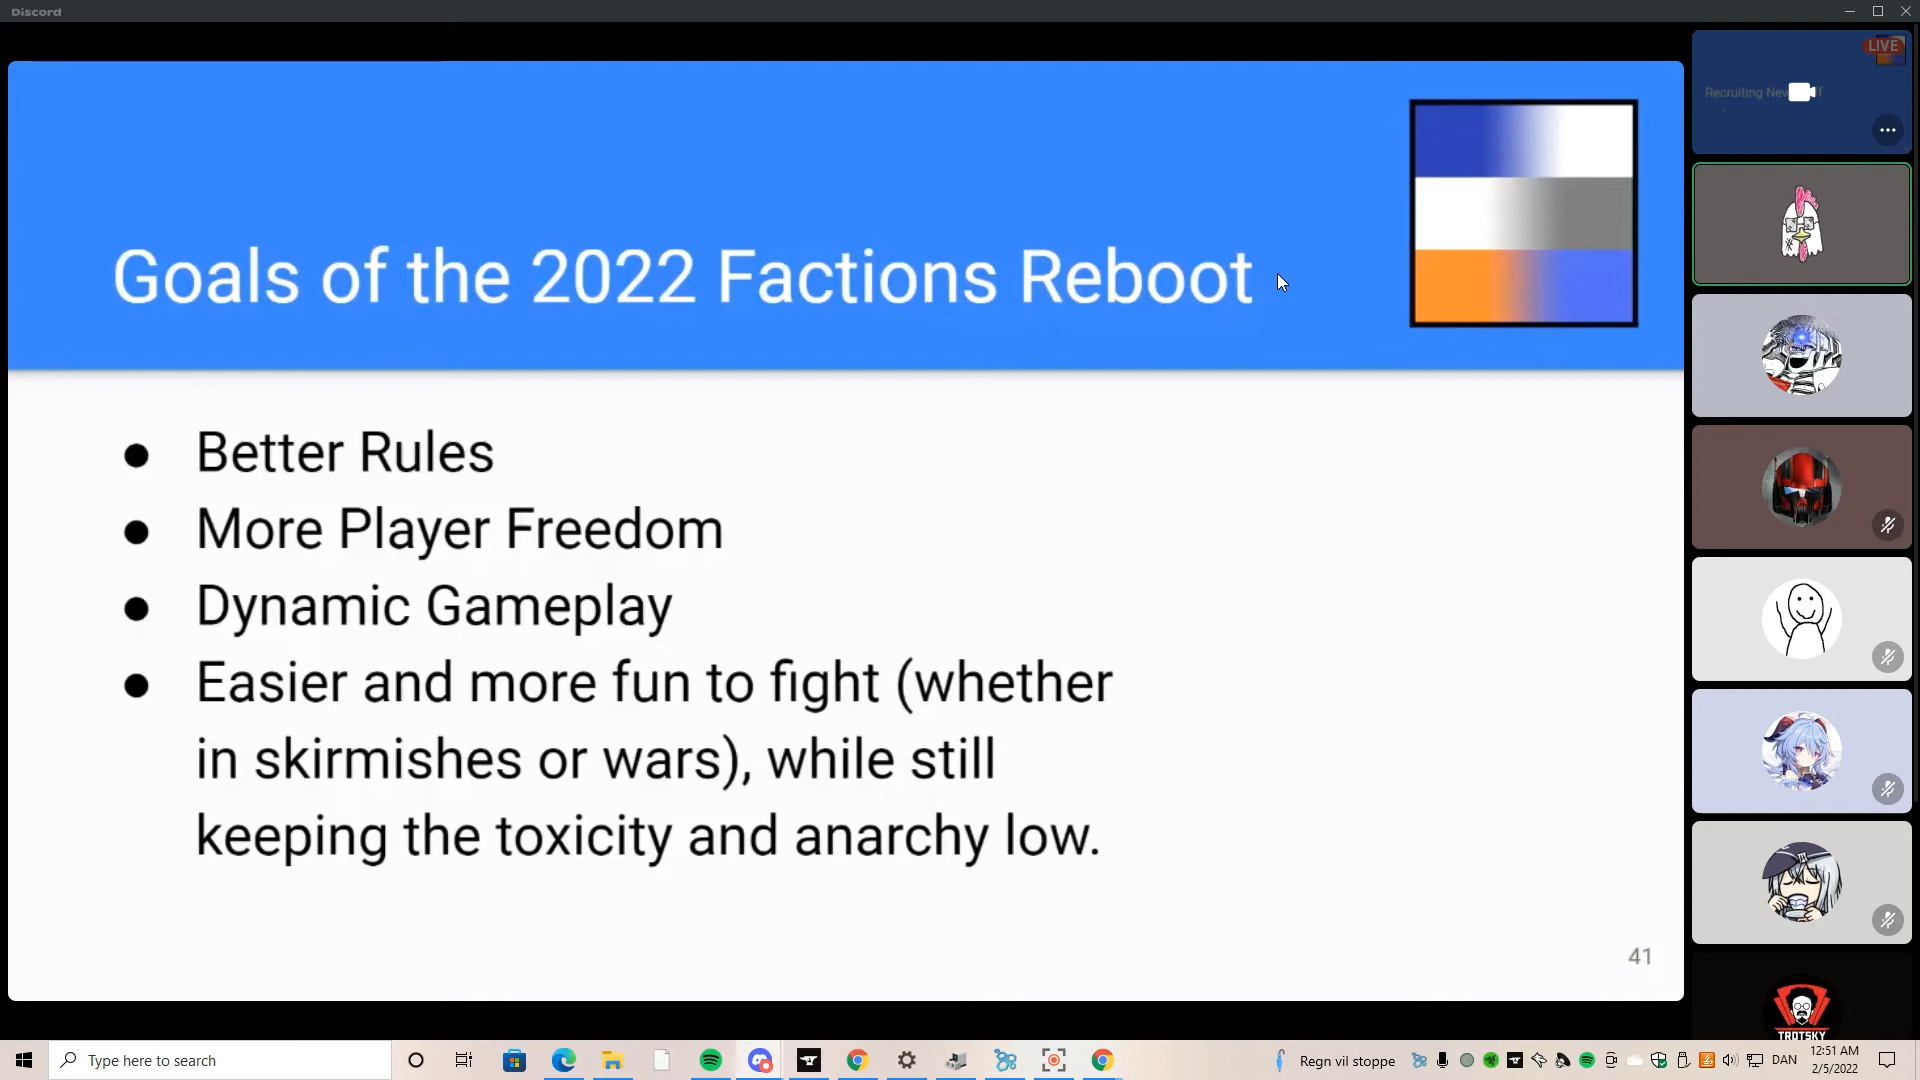 Discord
LIVE
Recruiting New
Goals of the 2022 Factions Reboot
● Better Rules
● More Player Freedom
● Dynamic Gameplay
● Easier and more fun to fight (whether
in skirmishes or wars), while still
keeping the toxicity and anarchy low.
41
TROTSKY
Type here to search
Regn vil stoppe
DAN
12:51 AM
2/5/2022